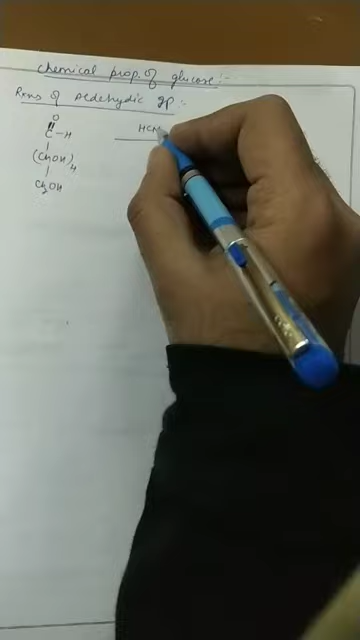 Chemical prop. of glucose:-
Rxns of aldehydic gp:-
O
C-H
HCN
(CHOH)4
CH2OH